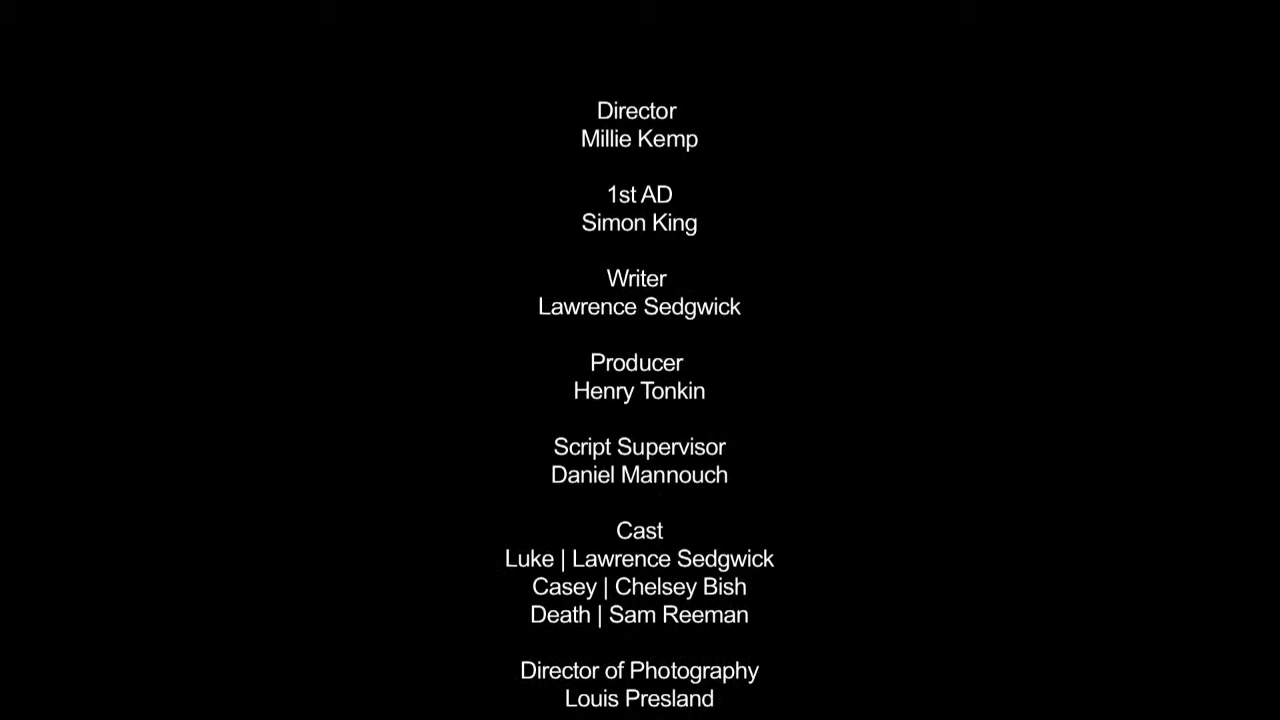 Director
Millie Kemp
1st AD
Simon King
Writer
Lawrence Sedgwick
Producer
Henry Tonkin
Script Supervisor
Daniel Mannouch
Cast
Luke | Lawrence Sedgwick
Casey | Chelsey Bish
Death | Sam Reeman
Director of Photography
Louis Presland